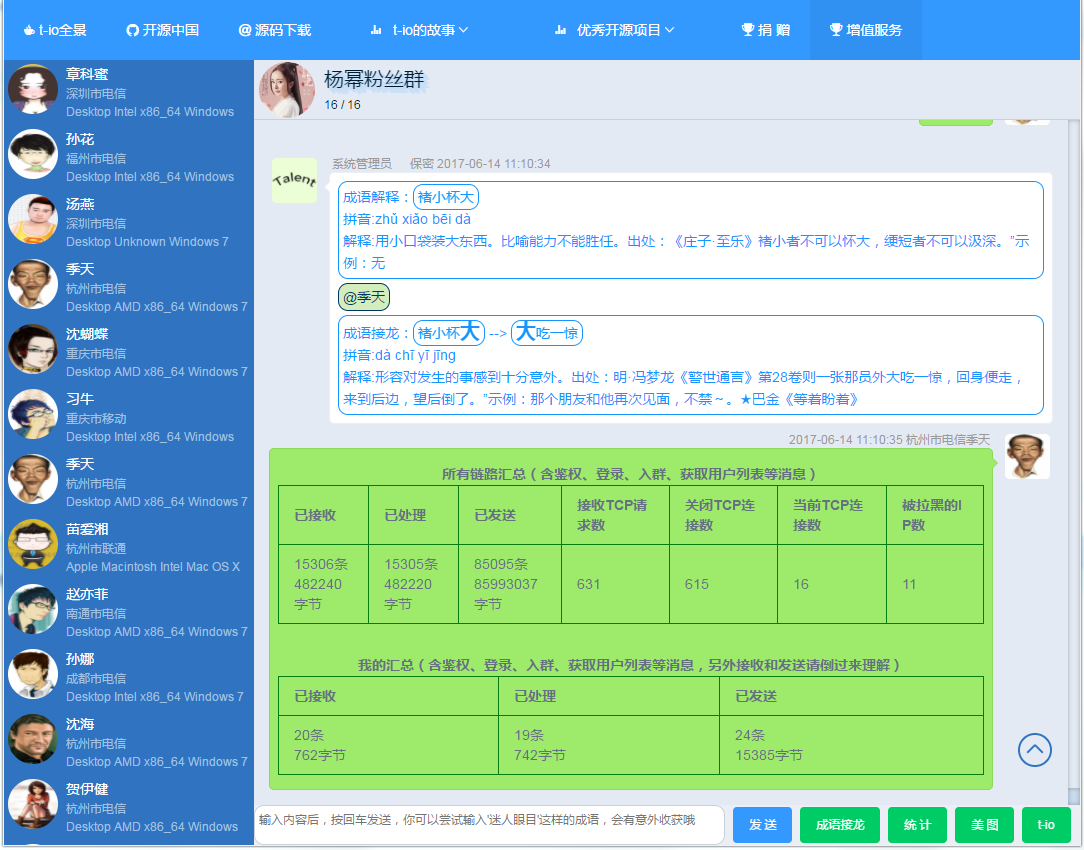 t-io全景 开源中国 @ 源码下载 t-io的故事 优秀开源项目 捐 赠 增值服务
章科蜜
深圳市电信
Desktop Intel x86_64 Windows
孙花
福州市电信
Desktop Intel x86_64 Windows
汤燕
深圳市电信
Desktop Unknown Windows 7
季天
杭州市电信
Desktop AMD x86_64 Windows 7
沈蝴蝶
重庆市电信
Desktop AMD x86_64 Windows 7
习牛
重庆市移动
Desktop Intel x86_64 Windows
季天
杭州市电信
Desktop AMD x86_64 Windows 7
苗爱湘
杭州市联通
Apple Macintosh Intel Mac OS X
赵亦菲
南通市电信
Desktop AMD x86_64 Windows 7
孙娜
成都市电信
Desktop Intel x86_64 Windows 7
沈海
杭州市电信
Desktop AMD x86_64 Windows 7
贺伊健
杭州市电信
Desktop AMD x86_64 Windows
杨幂粉丝群
16 / 16
Talent
系统管理员 保密 2017-06-14 11:10:34
成语解释：褚小杯大
拼音:zhǔ xiǎo bēi dà
解释:用小口袋装大东西。比喻能力不能胜任。出处：《庄子·至乐》褚小者不可以怀大，绠短者不可以汲深。”示
例：无
@季天
成语接龙：褚小杯大 --> 大吃一惊
拼音:dà chī yī jīng
解释:形容对发生的事感到十分意外。出处：明·冯梦龙《警世通言》第28卷则一张那员外大吃一惊，回身便走，
来到后边，望后倒了。”示例：那个朋友和他再次见面，不禁～。★巴金《等着盼着》
2017-06-14 11:10:35 杭州市电信季天
所有链路汇总（含鉴权、登录、入群、获取用户列表等消息）
已接收 已处理 已发送 接收TCP请 关闭TCP连 当前TCP连 被拉黑的I
求数 接数 接数 P数
15306条 15305条 85095条
482240 482220 85993037 631 615 16 11
字节 字节 字节
我的汇总（含鉴权、登录、入群、获取用户列表等消息，另外接收和发送请倒过来理解）
已接收 已处理 已发送
20条 19条 24条
762字节 742字节 15385字节
输入内容后，按回车发送，你可以尝试输入'迷人眼目'这样的成语，会有意外收获哦 发 送 成语接龙 统 计 美 图 t-io